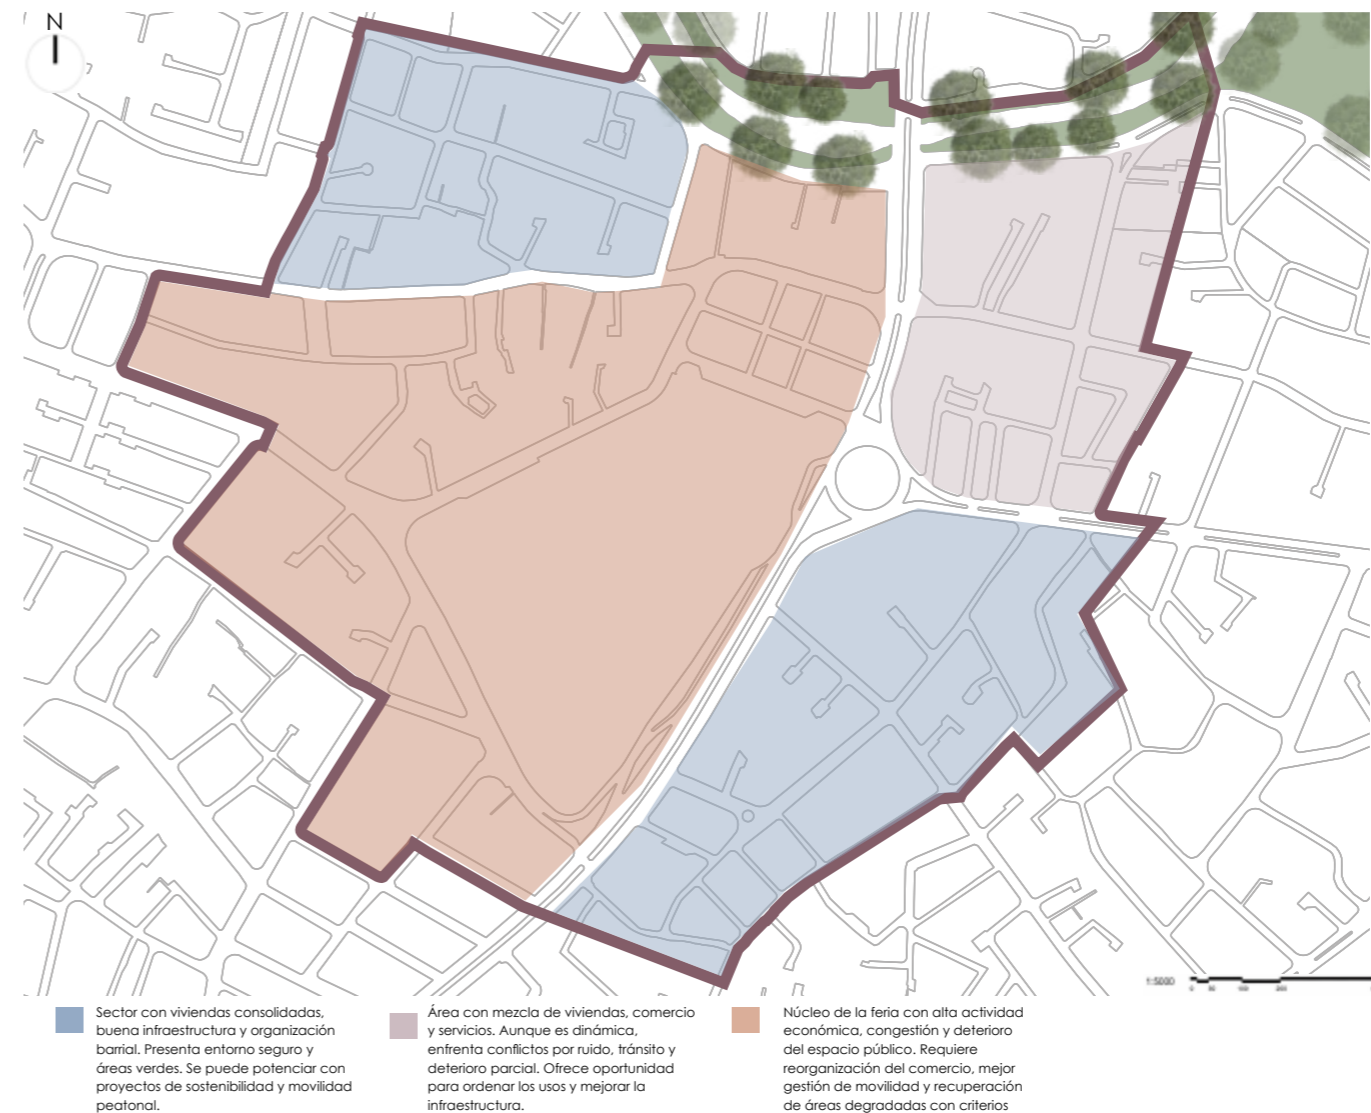 N
1:5000
Sector con viviendas consolidadas,
buena infraestructura y organización
barrial. Presenta entorno seguro y
áreas verdes. Se puede potenciar con
proyectos de sostenibilidad y movilidad
peatonal.
Área con mezcla de viviendas, comercio
y servicios. Aunque es dinámica,
enfrenta conflictos por ruido, tránsito y
deterioro parcial. Ofrece oportunidad
para ordenar los usos y mejorar la
infraestructura.
Núcleo de la feria con alta actividad
económica, congestión y deterioro
del espacio público. Requiere
reorganización del comercio, mejor
gestión de movilidad y recuperación
de áreas degradadas con criterios